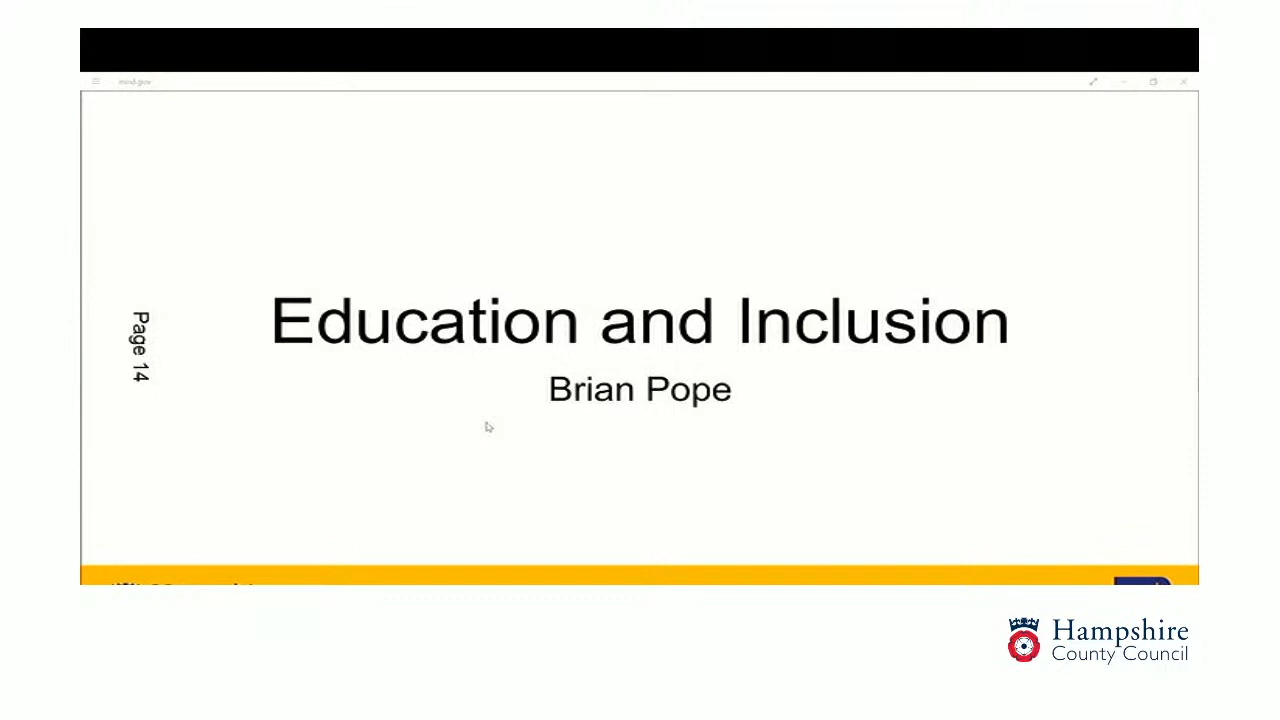 Page 14
Education and Inclusion
Brian Pope
Hampshire
County Council